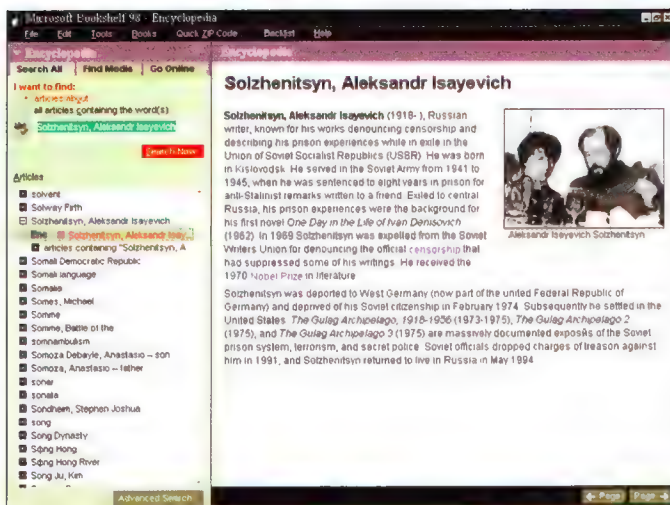 Microsoft Bookshelf 98 - Encyclopedia
File Edit Tools Books Quick ZIP Code Backlist Help
Encyclopedia
Encyclopedia
Search All Find Media Go Online
I want to find:
articles about
all articles containing the word(s)
Solzhenitsyn, Aleksandr Isayevich
Search Now
Articles
solvent
Solway Firth
Solzhenitsyn, Aleksandr Isayevich
Enc Solzhenitsyn, Aleksandr Isay...
articles containing "Solzhenitsyn, A
Somali Democratic Republic
Somali language
Somalia
Somes, Michael
Somme
Somme, Battle of the
somnambulism
Somoza Debayle, Anastasio – son
Somoza, Anastasio – father
sonar
sonata
Sondheim, Stephen Joshua
song
Song Dynasty
Sông Hong
Sông Hong River
Song Ju, Kim
Advanced Search
Solzhenitsyn, Aleksandr Isayevich
Solzhenitsyn, Aleksandr Isayevich (1918- ), Russian
writer, known for his works denouncing censorship and
describing his prison experiences while in exile in the
Union of Soviet Socialist Republics (USSR). He was born
in Kislovodsk. He served in the Soviet Army from 1941 to
1945, when he was sentenced to eight years in prison for
anti-Stalinist remarks written to a friend. Exiled to central
Russia, his prison experiences were the background for
his first novel One Day in the Life of Ivan Denisovich
(1962). In 1969 Solzhenitsyn was expelled from the Soviet
Writers Union for denouncing the official censorship that
had suppressed some of his writings. He received the
1970 Nobel Prize in literature.
Aleksandr Isayevich Solzhenitsyn
Solzhenitsyn was deported to West Germany (now part of the united Federal Republic of
Germany) and deprived of his Soviet citizenship in February 1974. Subsequently he settled in the
United States. The Gulag Archipelago, 1918-1956 (1973-1975), The Gulag Archipelago 2
(1975), and The Gulag Archipelago 3 (1975) are massively documented exposés of the Soviet
prison system, terrorism, and secret police. Soviet officials dropped charges of treason against
him in 1991, and Solzhenitsyn returned to live in Russia in May 1994.
Page Page